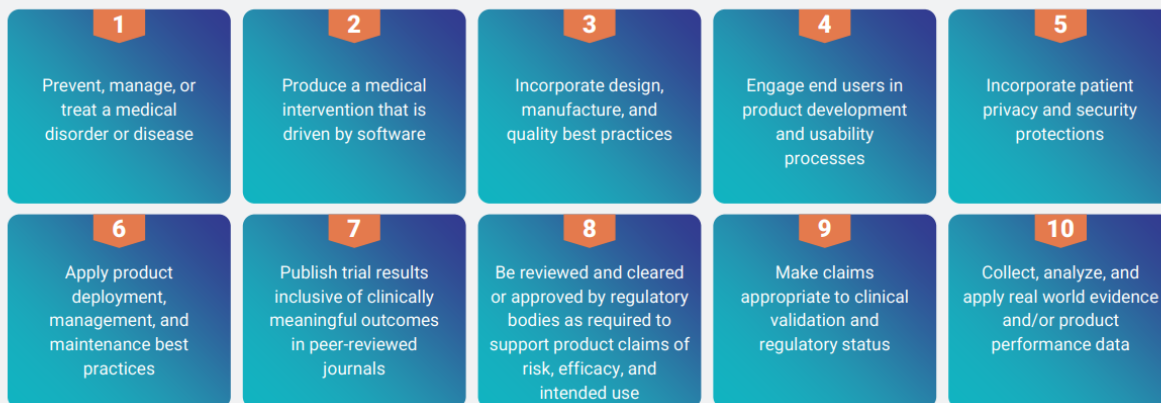 1
Prevent, manage, or
treat a medical
disorder or disease
2
Produce a medical
intervention that is
driven by software
3
Incorporate design,
manufacture, and
quality best practices
4
Engage end users in
product development
and usability
processes
5
Incorporate patient
privacy and security
protections
6
Apply product
deployment,
management, and
maintenance best
practices
7
Publish trial results
inclusive of clinically
meaningful outcomes
in peer-reviewed
journals
8
Be reviewed and cleared
or approved by regulatory
bodies as required to
support product claims of
risk, efficacy, and
intended use
9
Make claims
appropriate to clinical
validation and
regulatory status
10
Collect, analyze, and
apply real world evidence
and/or product
performance data